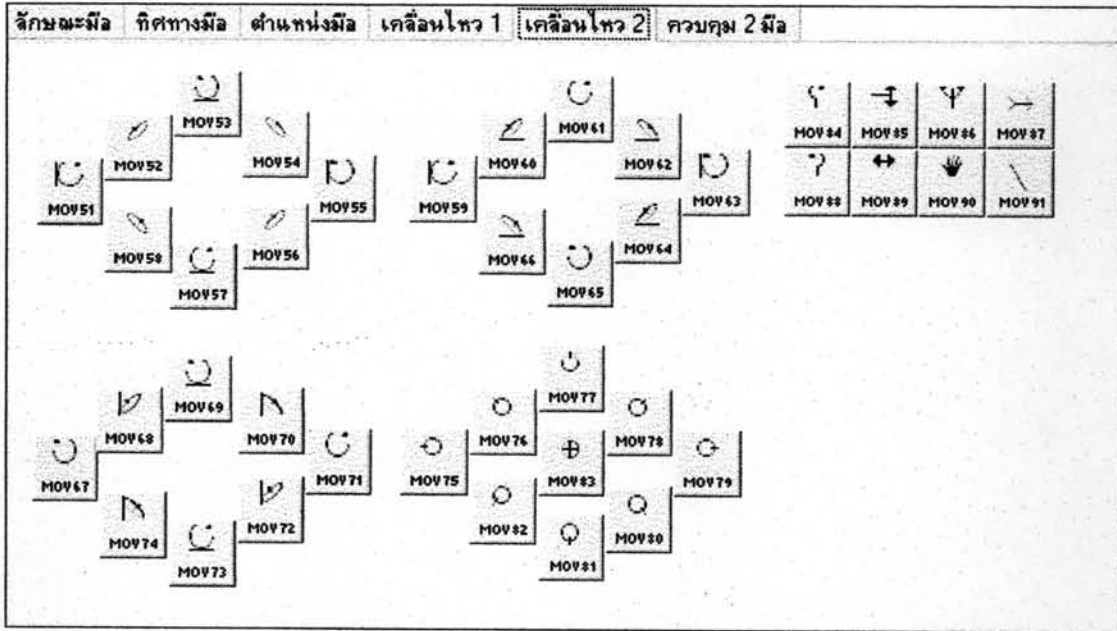 ลักษณะมือ ทิศทางมือ ตำแหน่งมือ เคลื่อนไหว 1 เคลื่อนไหว 2 ควบคุม 2 มือ
MOV53
MOV52 MOV54
MOV51 MOV55
MOV58 MOV56
MOV57
MOV61
MOV60 MOV62
MOV59 MOV63
MOV66 MOV64
MOV65
MOV84 MOV85 MOV86 MOV87
MOV88 MOV89 MOV90 MOV91
MOV69
MOV68 MOV70
MOV67 MOV71
MOV74 MOV72
MOV73
MOV77
MOV76 MOV78
MOV75 MOV83 MOV79
MOV82 MOV80
MOV81